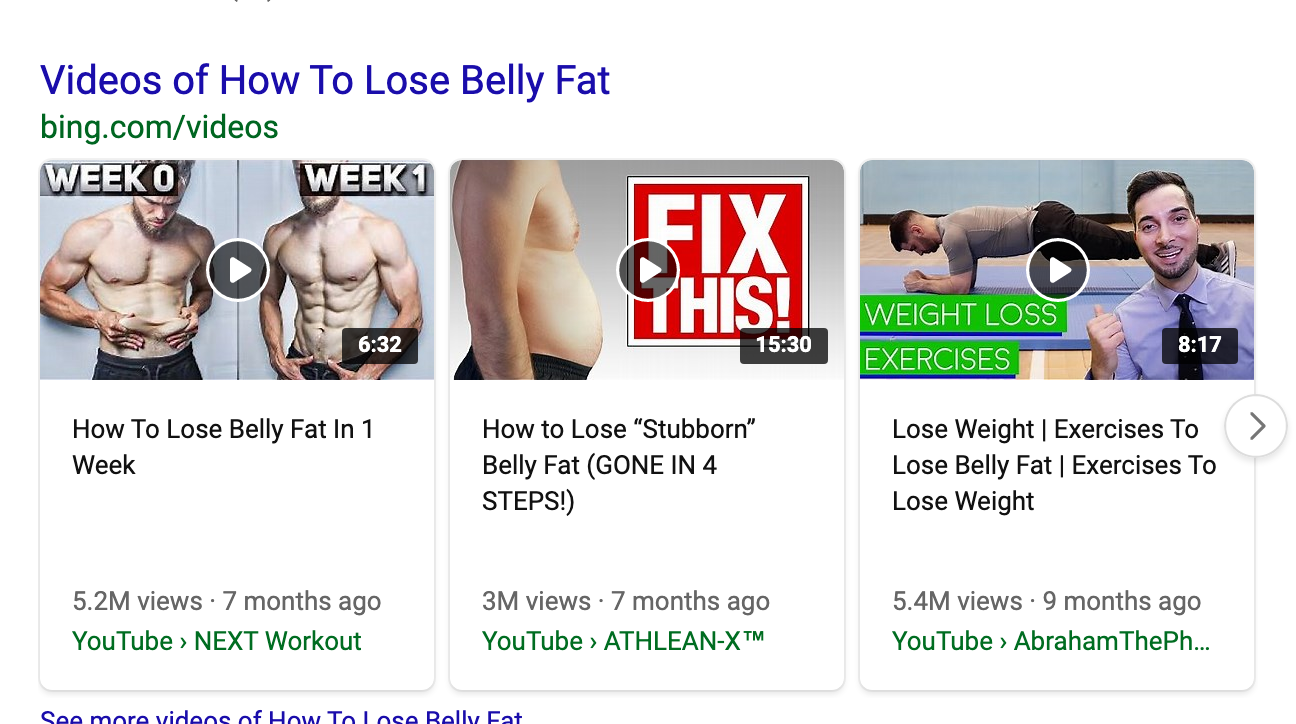 Videos of How To Lose Belly Fat
bing.com/videos
WEEK 0
WEEK 1
6:32
FIX
THIS!
15:30
WEIGHT LOSS
EXERCISES
8:17
How To Lose Belly Fat In 1
Week
5.2M views · 7 months ago
YouTube › NEXT Workout
How to Lose “Stubborn”
Belly Fat (GONE IN 4
STEPS!)
3M views · 7 months ago
YouTube › ATHLEAN-X™
Lose Weight | Exercises To
Lose Belly Fat | Exercises To
Lose Weight
5.4M views · 9 months ago
YouTube › AbrahamThePh...
See more videos of How To Lose Belly Fat